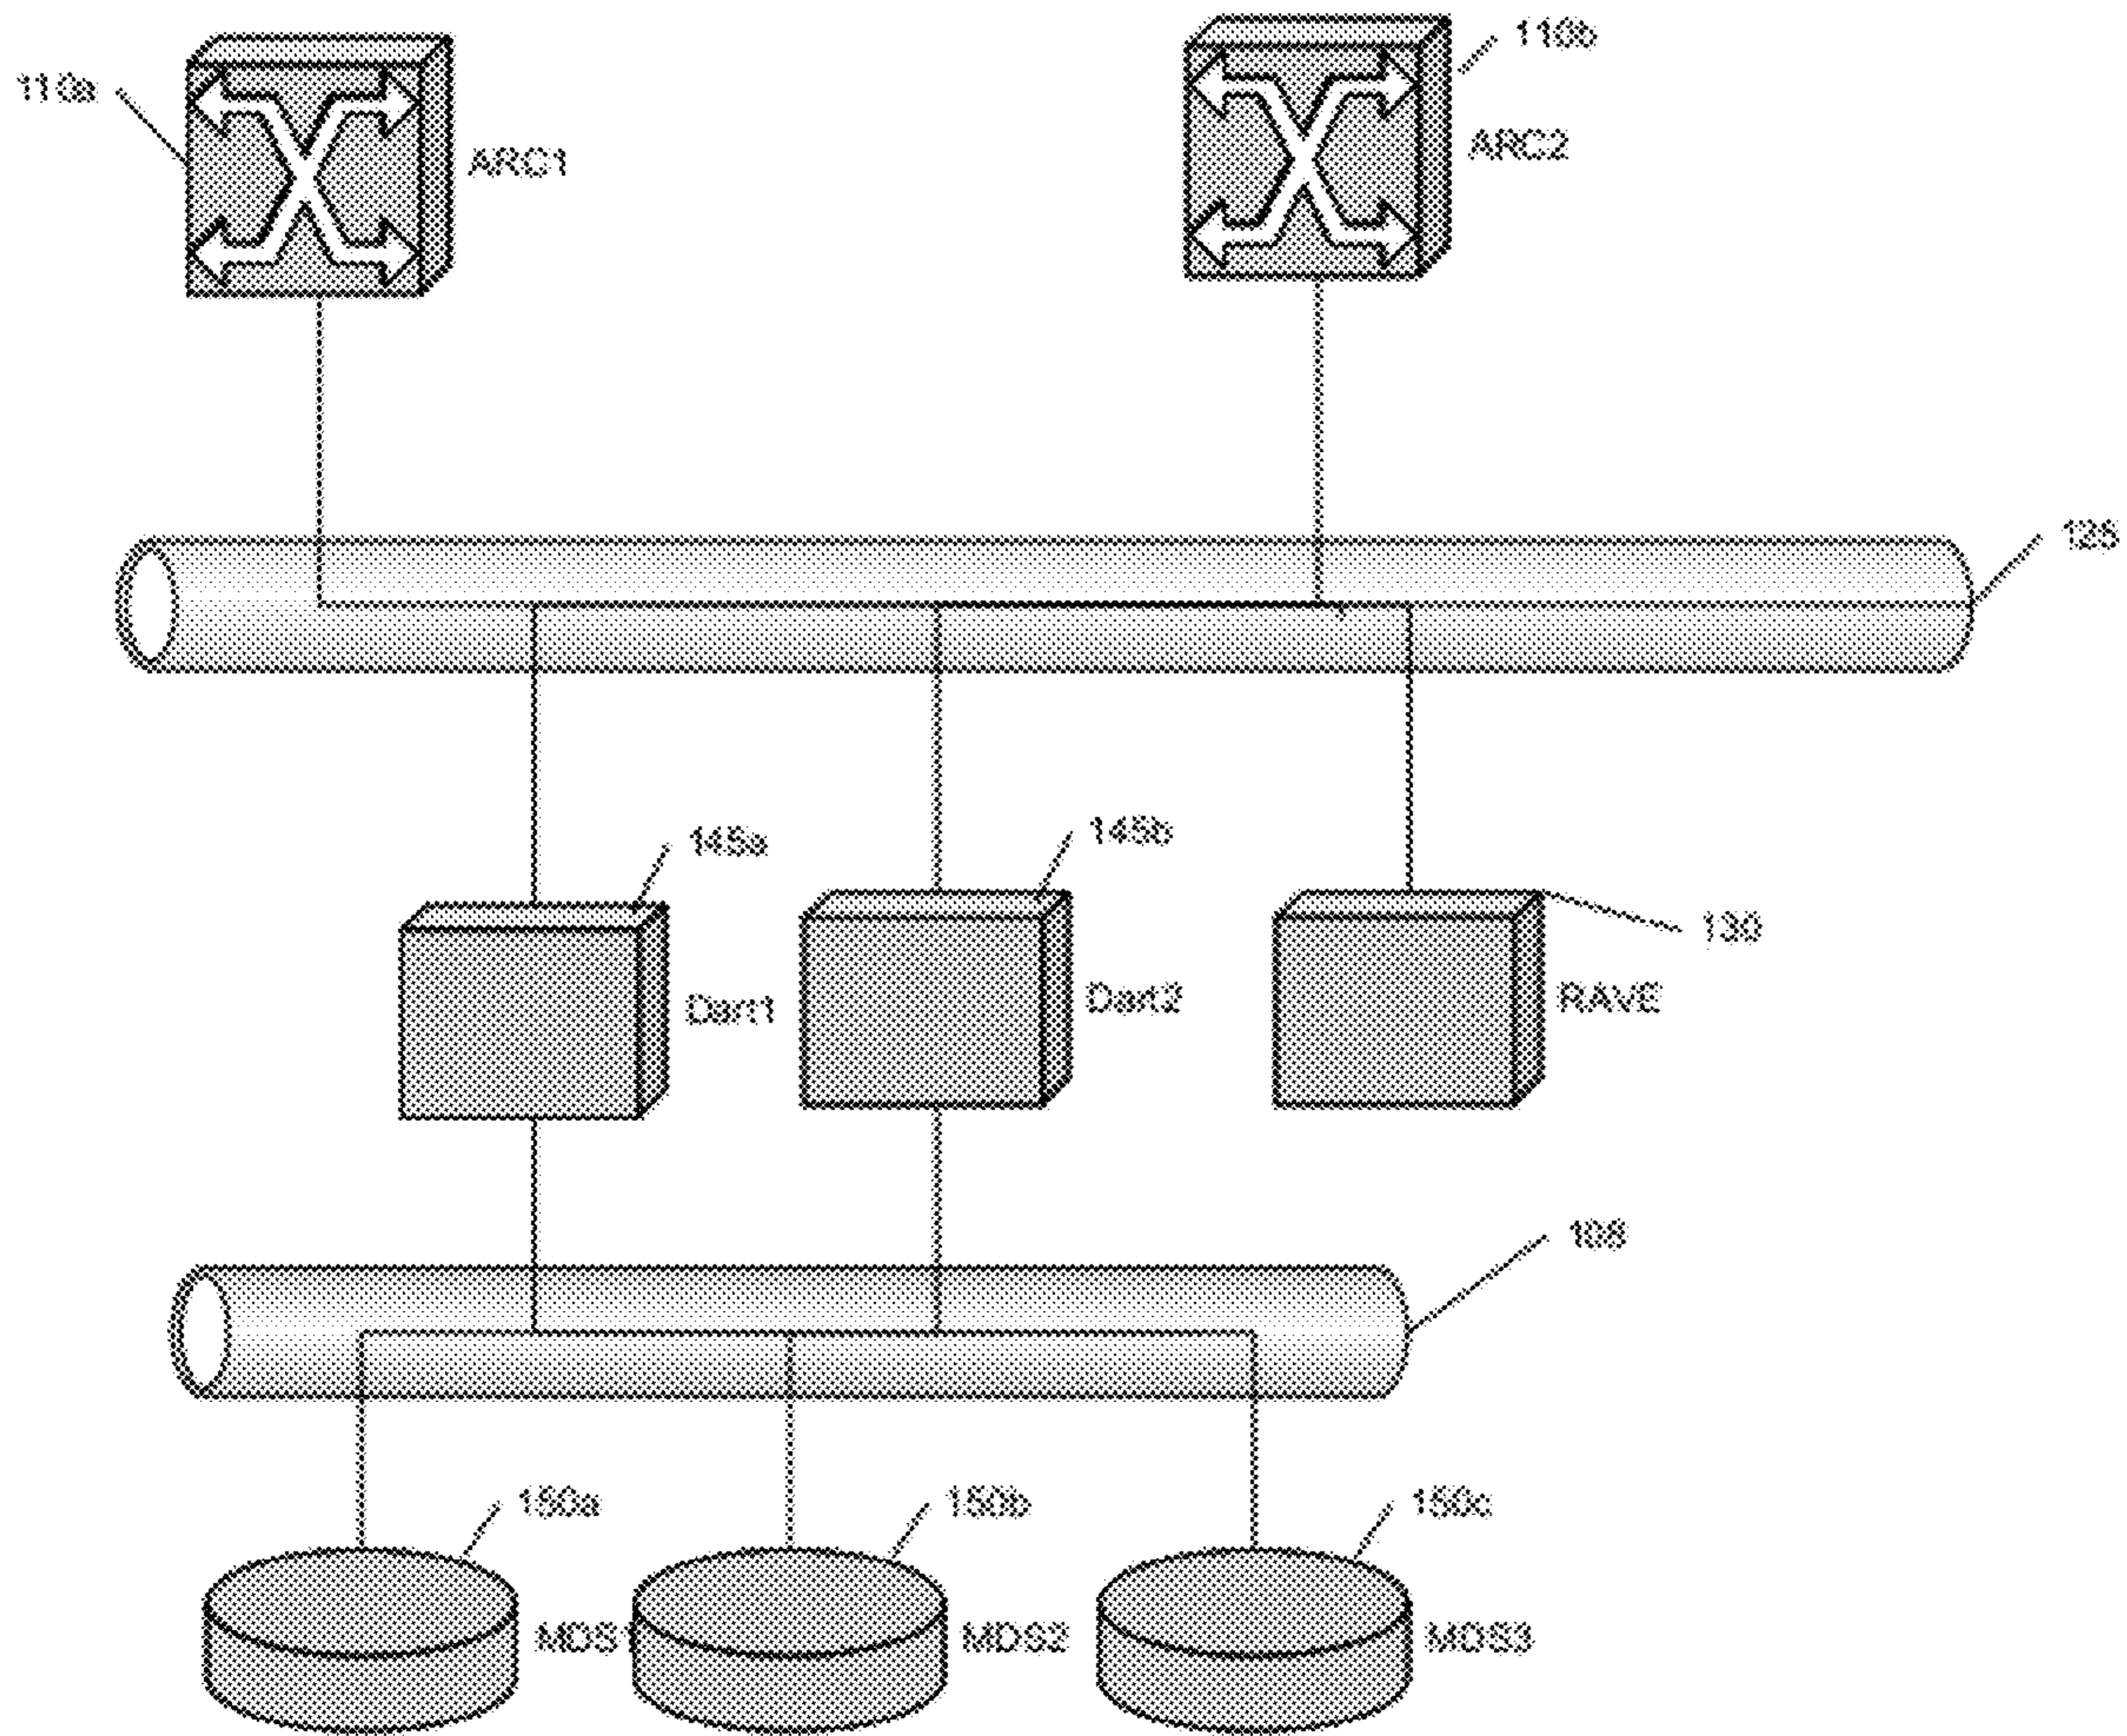 110a
ARC1
110b
ARC2
125
145a
Dart1
145b
Dart2
130
RAVE
108
150a
MDS1
150b
MDS2
150c
MDS3